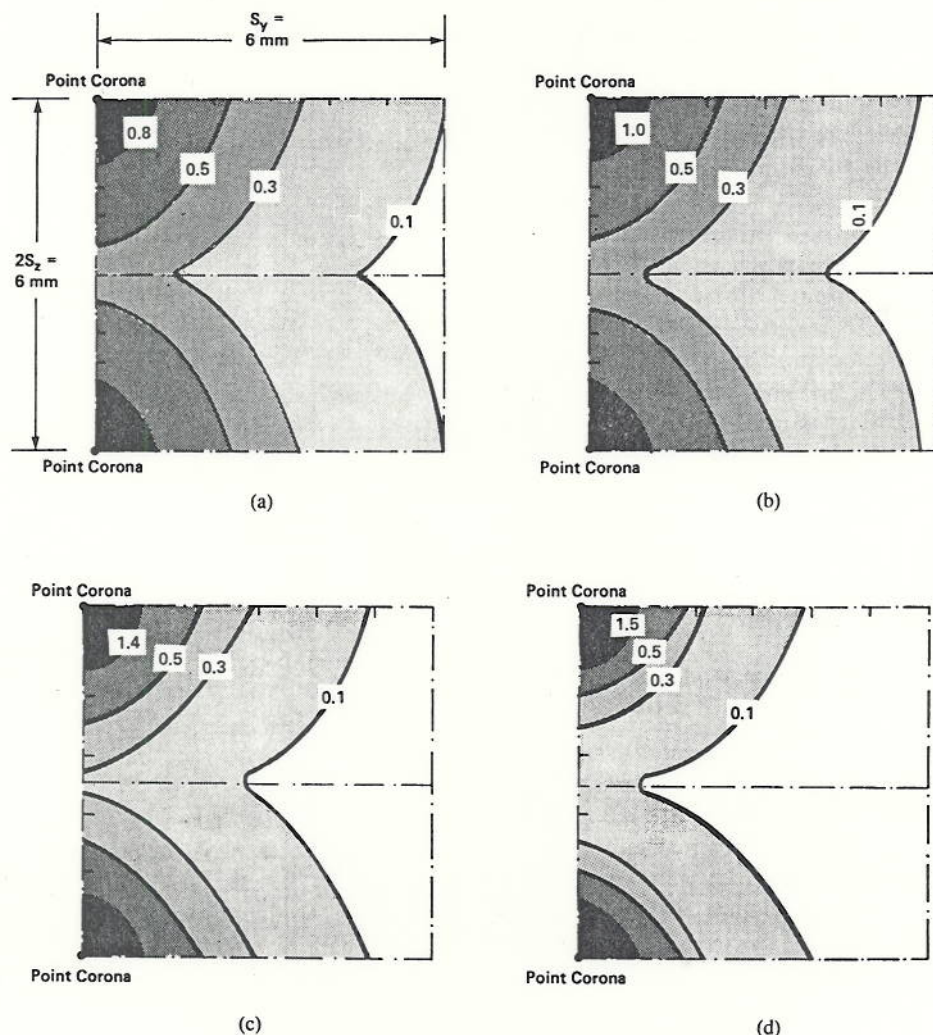 S_y =
6 mm
Point Corona
0.8
0.5
0.3
0.1
2S_z =
6 mm
Point Corona
(a)
Point Corona
1.0
0.5
0.3
0.1
Point Corona
(b)
Point Corona
1.4
0.5
0.3
0.1
Point Corona
(c)
Point Corona
1.5
0.5
0.3
0.1
Point Corona
(d)